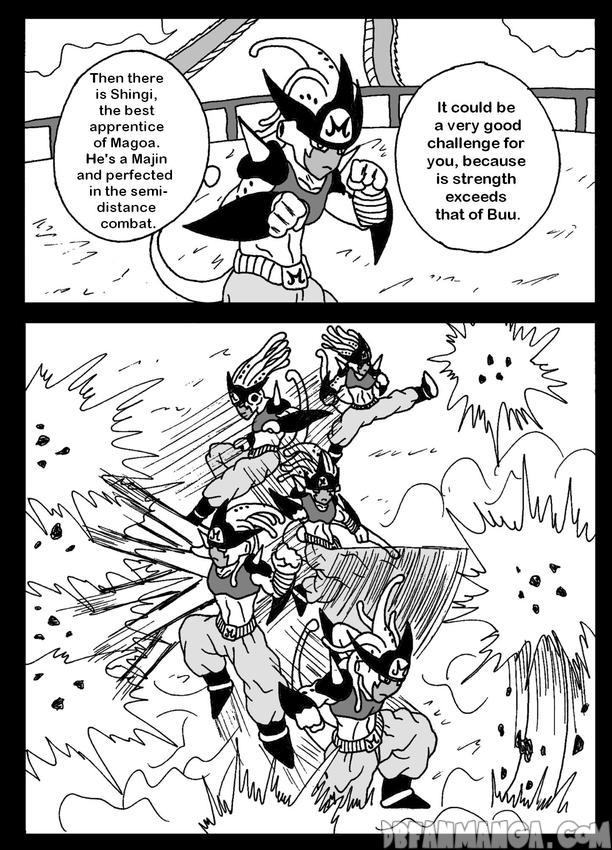 Then there
is Shingi,
the best
apprentice
of Magoa.
He's a Majin
and perfected
in the semi-
distance
combat.
It could be
a very good
challenge for
you, because
is strength
exceeds
that of Buu.
M
M
M
M
M
M
M
DBFANMANGA.COM